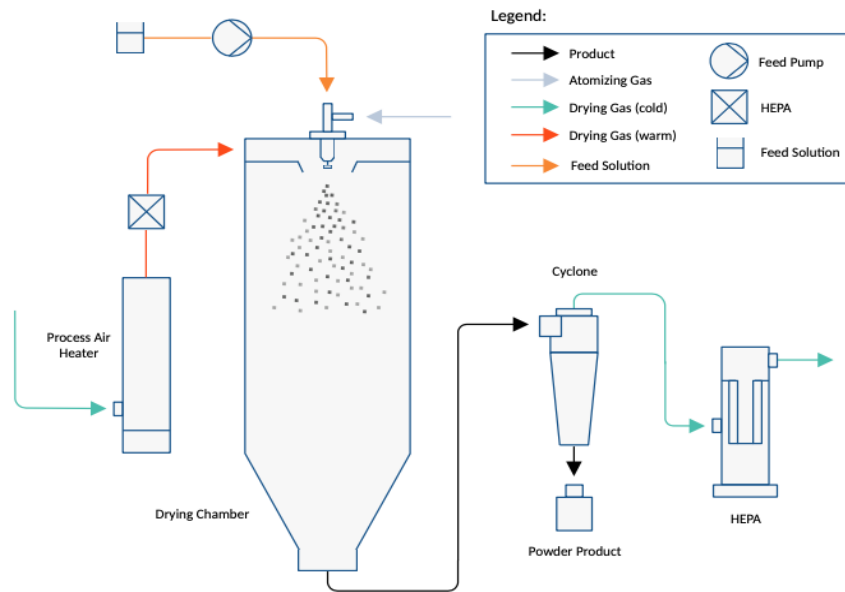 Legend:
Product
Atomizing Gas
Drying Gas (cold)
Drying Gas (warm)
Feed Solution
Feed Pump
HEPA
Feed Solution
Cyclone
Process Air
Heater
Drying Chamber
HEPA
Powder Product